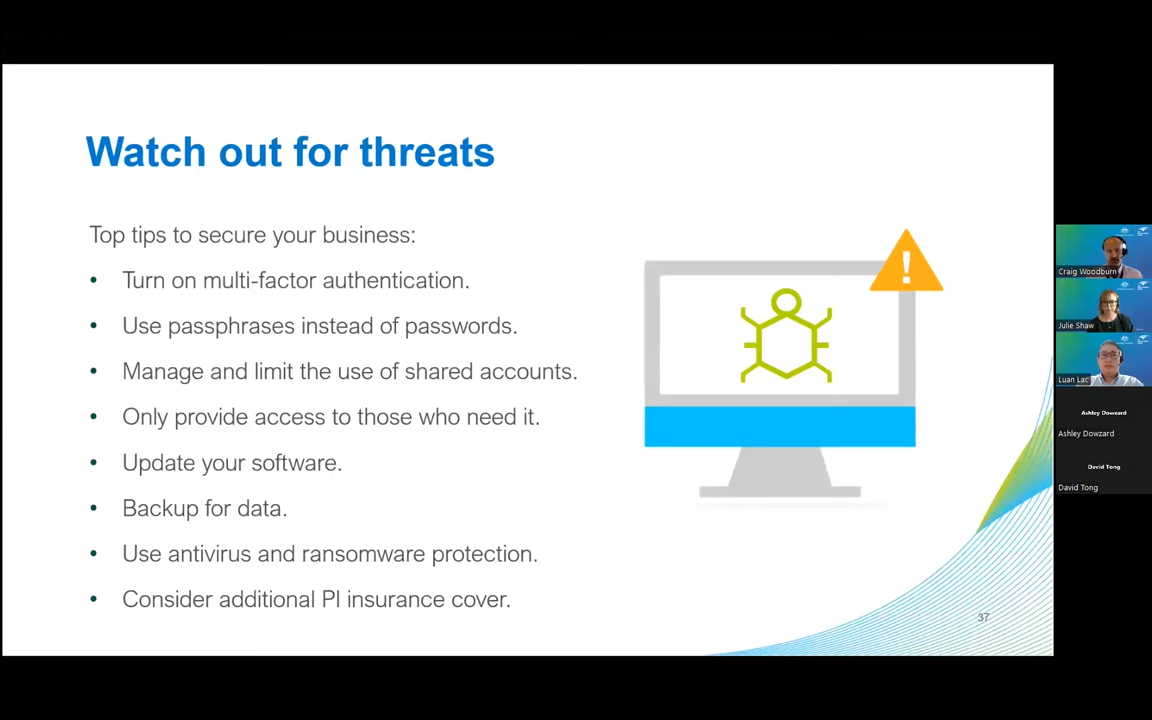 Watch out for threats
Top tips to secure your business:
• Turn on multi-factor authentication.
• Use passphrases instead of passwords.
• Manage and limit the use of shared accounts.
• Only provide access to those who need it.
• Update your software.
• Backup for data.
• Use antivirus and ransomware protection.
• Consider additional PI insurance cover.
!
37
Craig Woodburn
Julie Shaw
Luan Lac
Ashley Dowzard
Ashley Dowzard
David Tong
David Tong